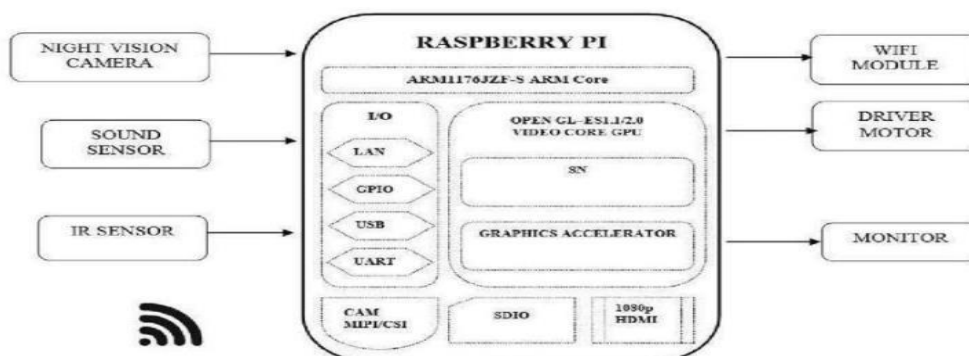 NIGHT VISION
CAMERA
SOUND
SENSOR
IR SENSOR
RASPBERRY PI
ARM1176JZF-S ARM Core
I/O
LAN
GPIO
USB
UART
OPEN GL-ES1.1/2.0
VIDEO CORE GPU
SN
GRAPHICS ACCELERATOR
CAM
MIPI/CSI
SDIO
1080p
HDMI
WIFI
MODULE
DRIVER
MOTOR
MONITOR